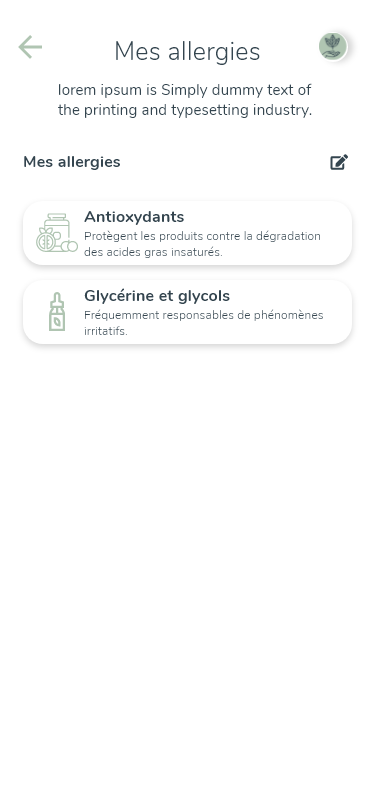 Mes allergies
lorem ipsum is Simply dummy text of
the printing and typesetting industry.
Mes allergies
Antioxydants
Protègent les produits contre la dégradation
des acides gras insaturés.
Glycérine et glycols
Fréquemment responsables de phénomènes
irritatifs.